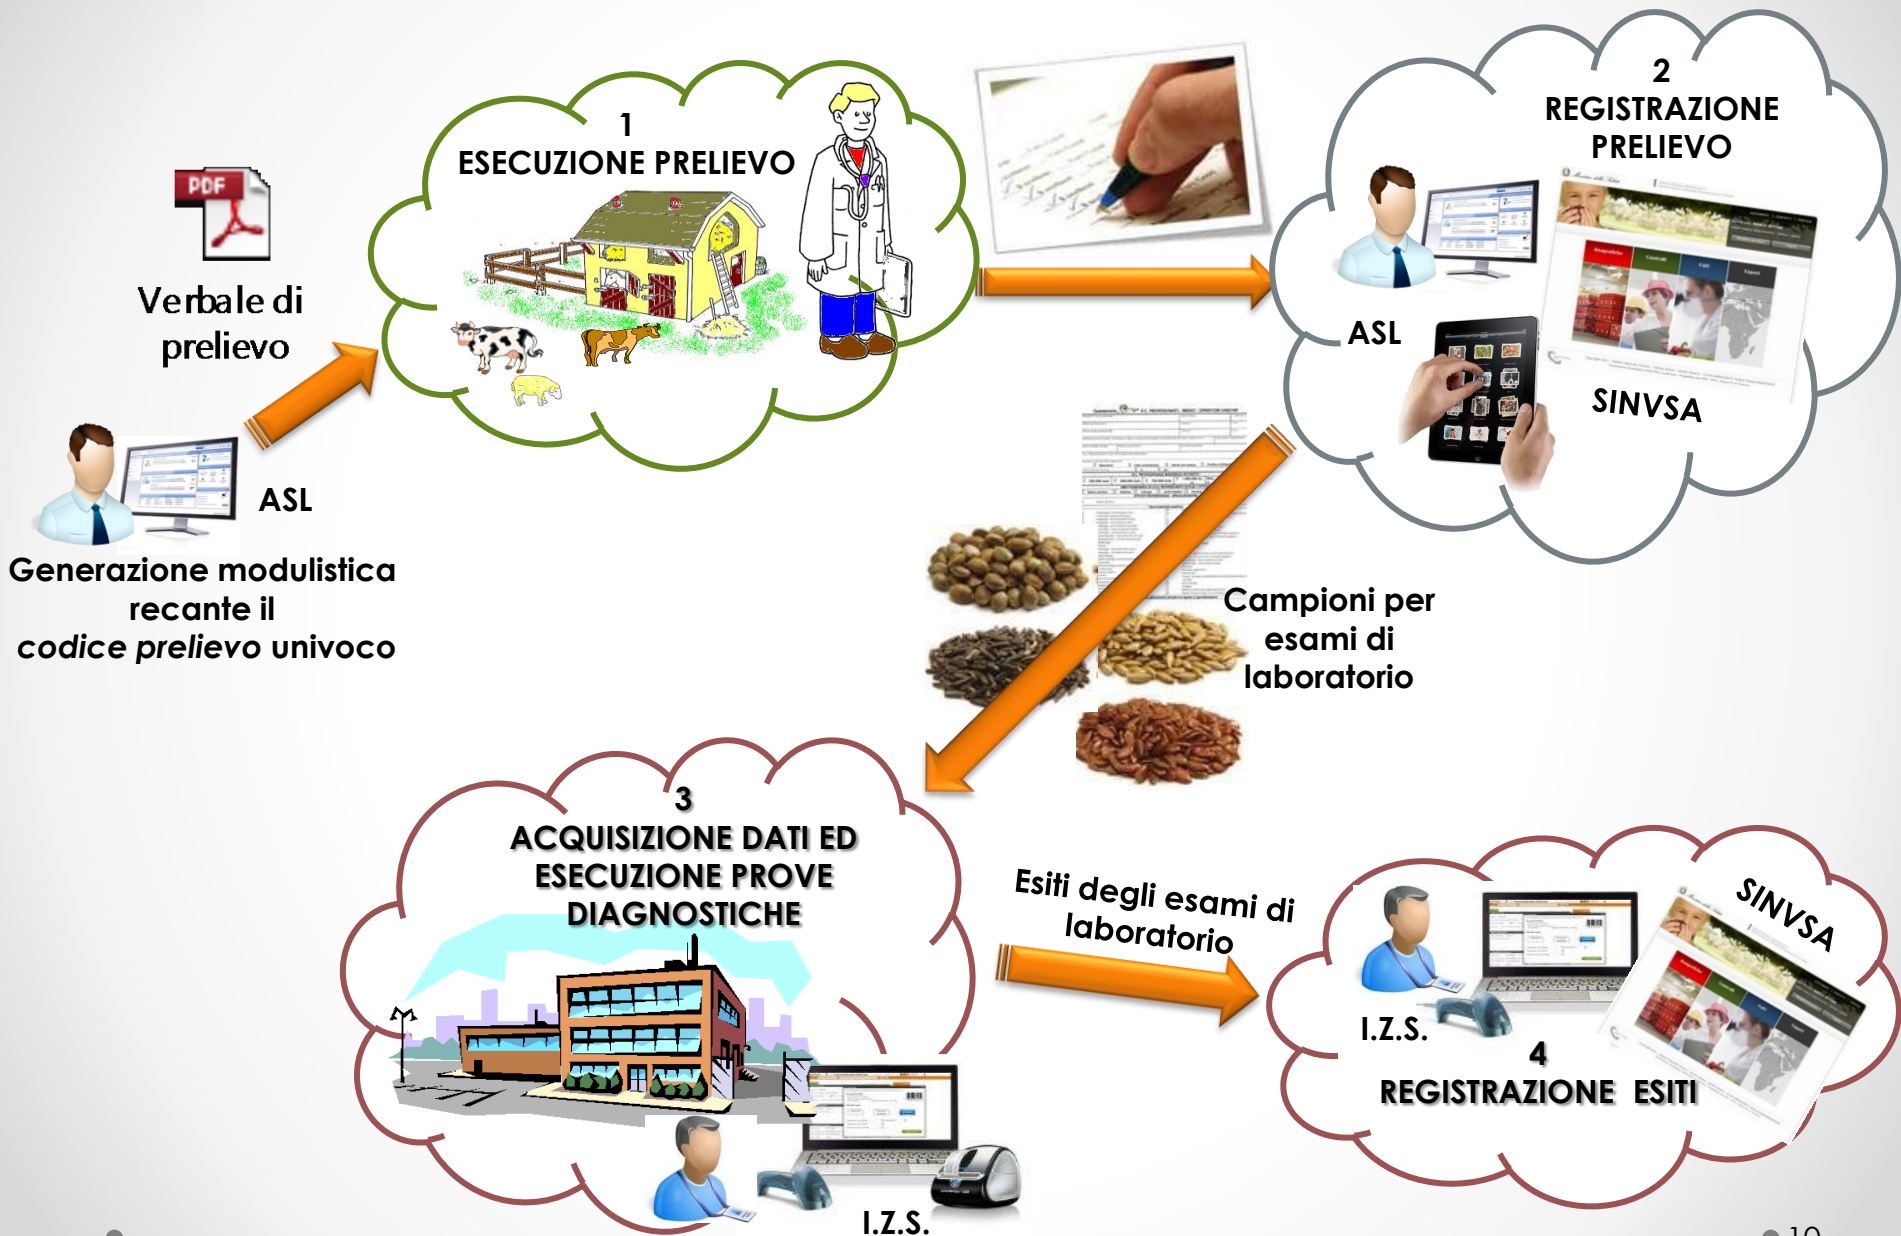 PDF
Verbale di
prelievo
ASL
Generazione modulistica
recante il
codice prelievo univoco
1
ESECUZIONE PRELIEVO
2
REGISTRAZIONE
PRELIEVO
ASL
SINVSA
Campioni per
esami di
laboratorio
3
ACQUISIZIONE DATI ED
ESECUZIONE PROVE
DIAGNOSTICHE
I.Z.S.
Esiti degli esami di
laboratorio
SINVSA
I.Z.S.
4
REGISTRAZIONE ESITI
10